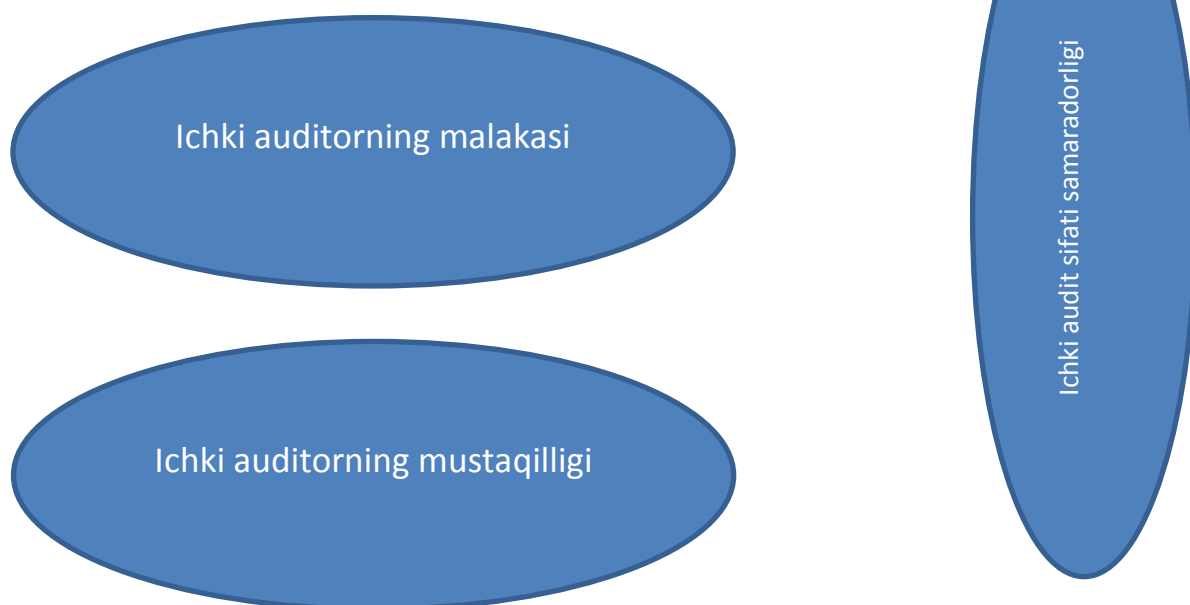 Ichki auditorning malakasi
Ichki auditorning mustaqilligi
Ichki audit sifati samaradorligi